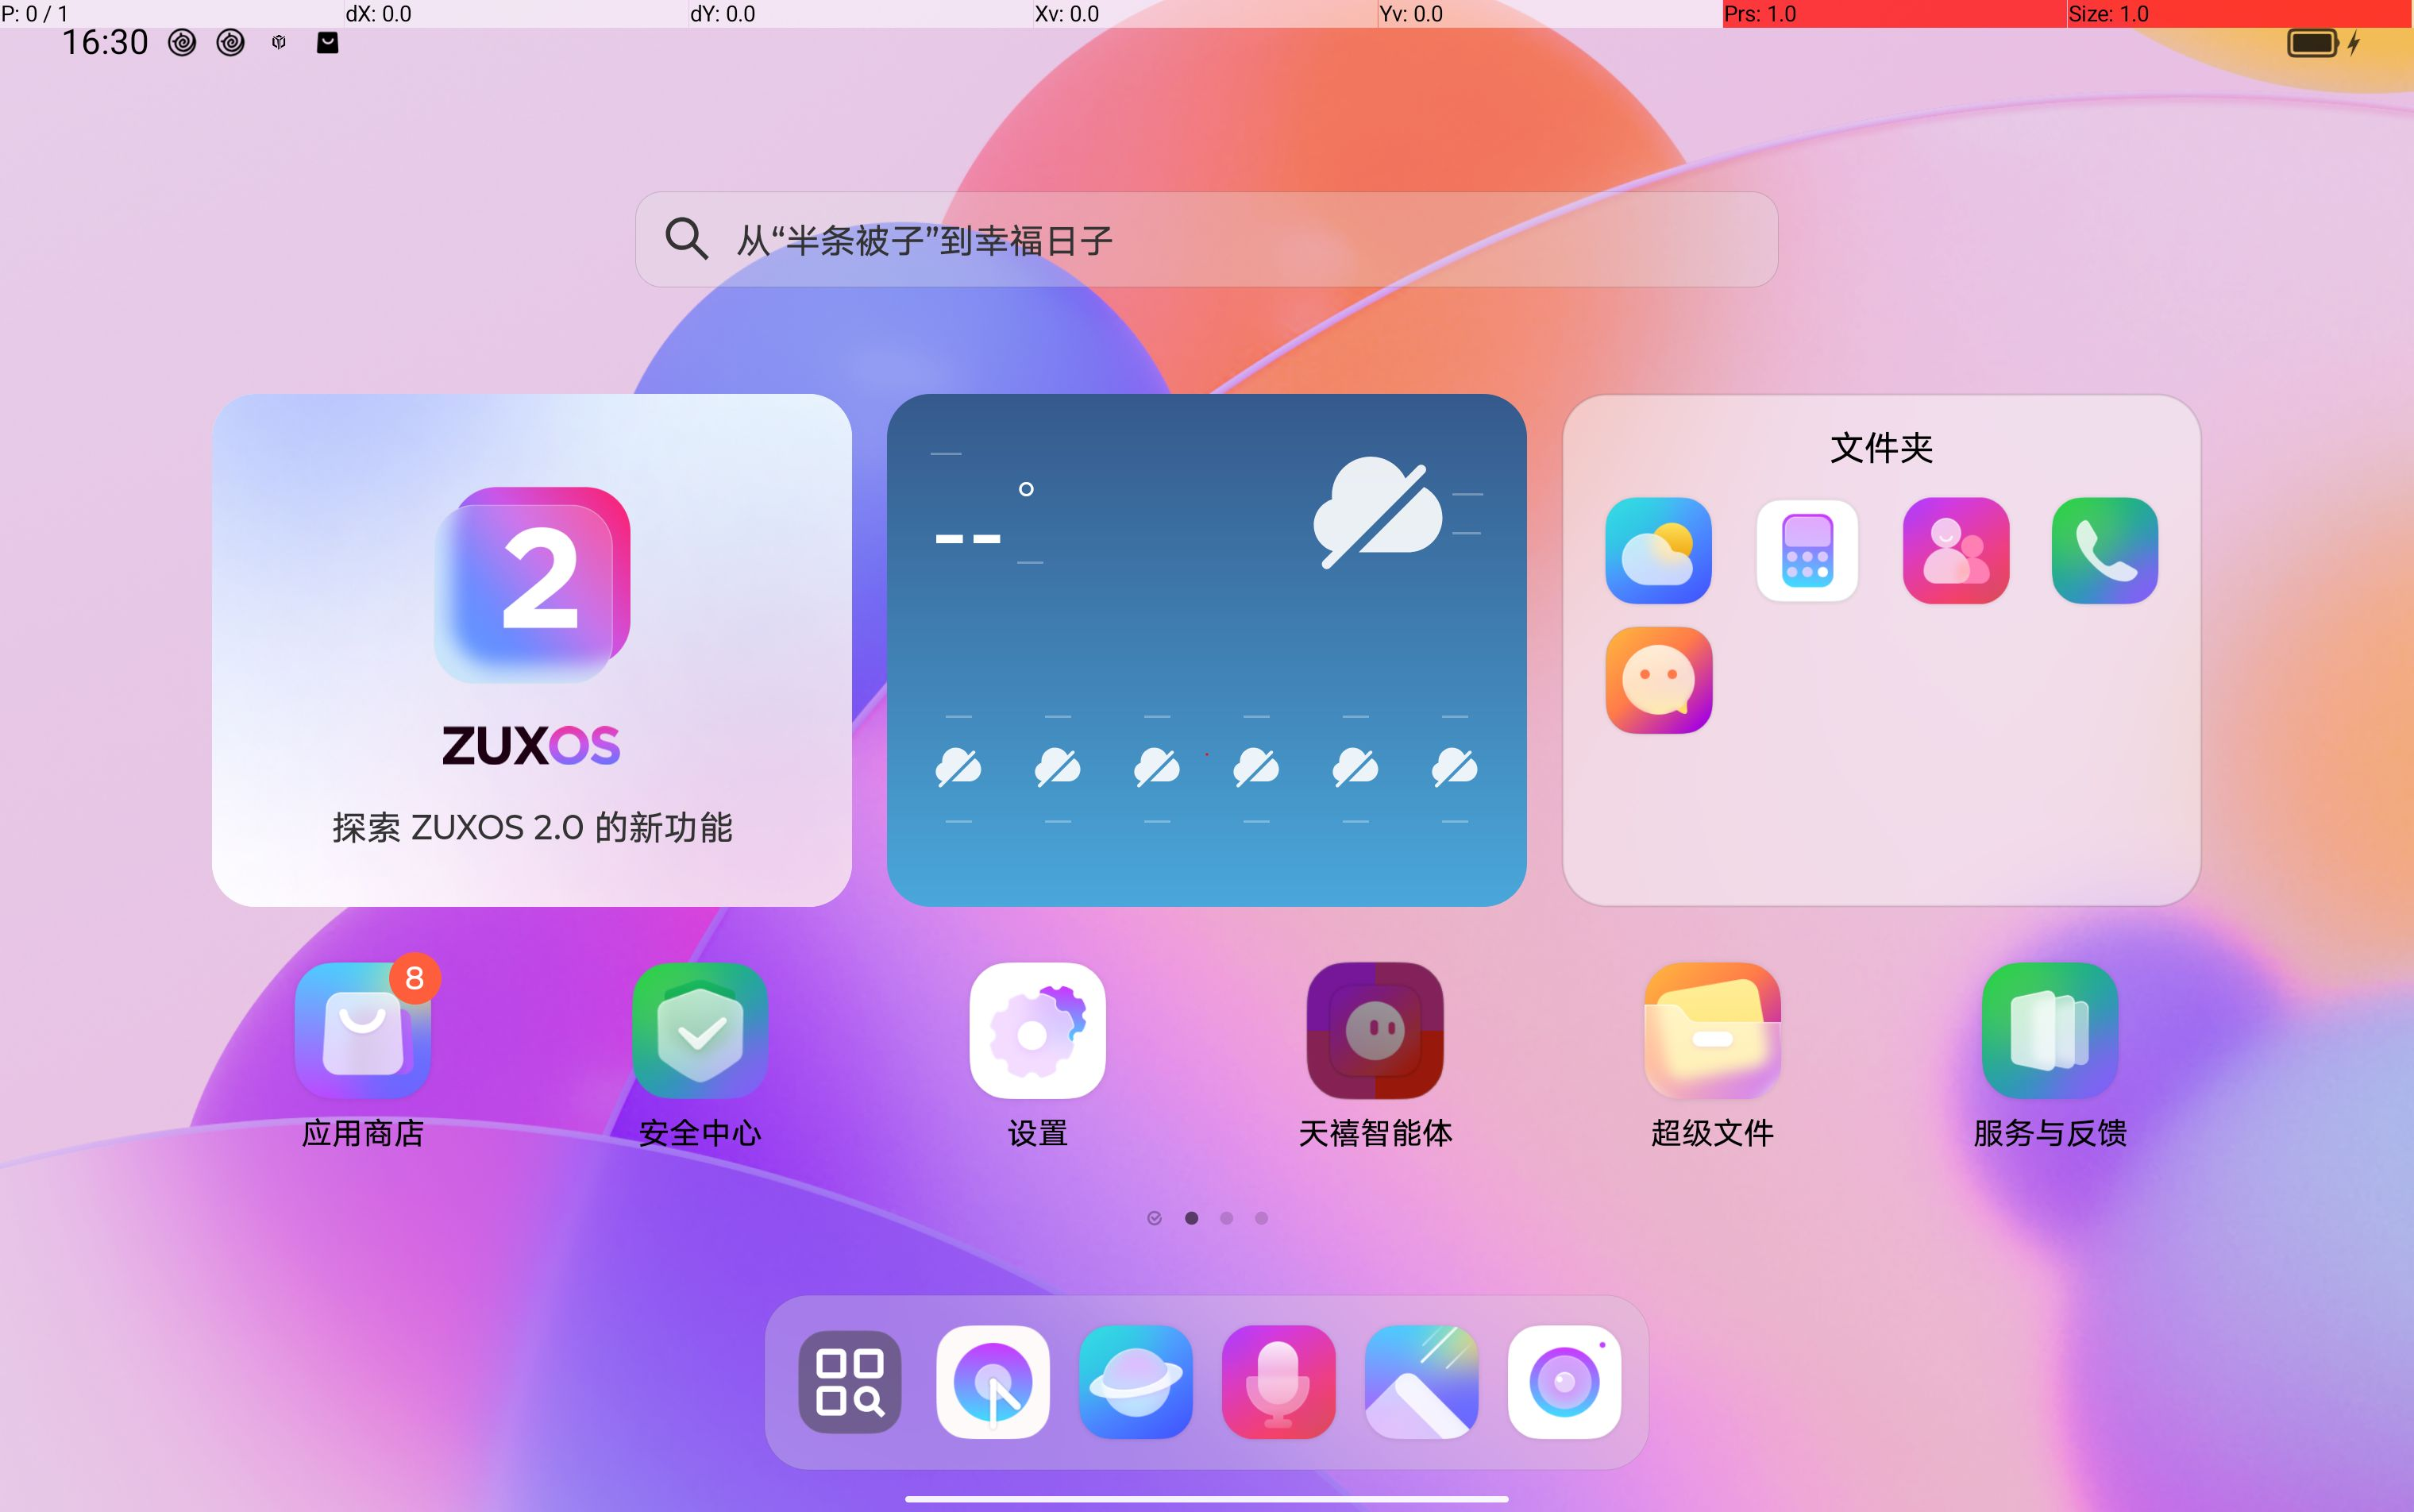 P: 0 / 1 dX: 0.0 dY: 0.0 Xv: 0.0 Yv: 0.0 Prs: 1.0 Size: 1.0
16:30
从“半条被子”到幸福日子
2
ZUXOS
探索 ZUXOS 2.0 的新功能
--°
文件夹
8
应用商店 安全中心 设置 天禧智能体 超级文件 服务与反馈